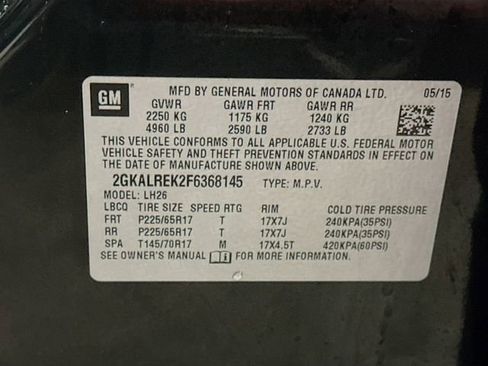 GM
MFD BY GENERAL MOTORS OF CANADA LTD. 05/15
GVWR GAWR FRT GAWR RR
2250 KG 1175 KG 1240 KG
4960 LB 2590 LB 2733 LB
THIS VEHICLE CONFORMS TO ALL APPLICABLE U.S. FEDERAL MOTOR
VEHICLE SAFETY AND THEFT PREVENTION STANDARDS IN EFFECT ON
THE DATE OF MANUFACTURE SHOWN ABOVE.
2GKALREK2F6368145 TYPE: M.P.V.
MODEL: LH26
LBCQ TIRE SIZE SPEED RTG RIM COLD TIRE PRESSURE
FRT P225/65R17 T 17X7J 240KPA(35PSI)
RR P225/65R17 T 17X7J 240KPA(35PSI)
SPA T145/70R17 M 17X4.5T 420KPA(60PSI)
SEE OWNER'S MANUAL FOR MORE INFORMATION.